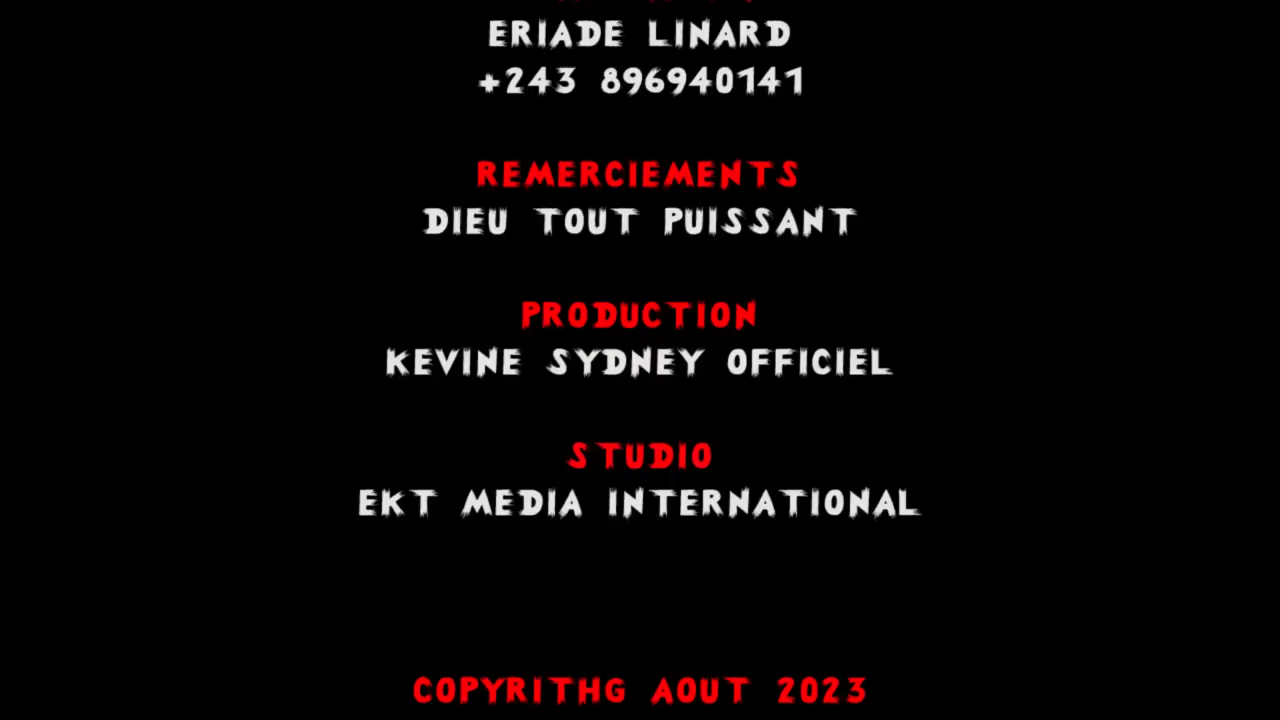 ERIADE LINARD
+243 896940141
REMERCIEMENTS
DIEU TOUT PUISSANT
PRODUCTION
KEVINE SYDNEY OFFICIEL
STUDIO
EKT MEDIA INTERNATIONAL
COPYRITHG AOUT 2023